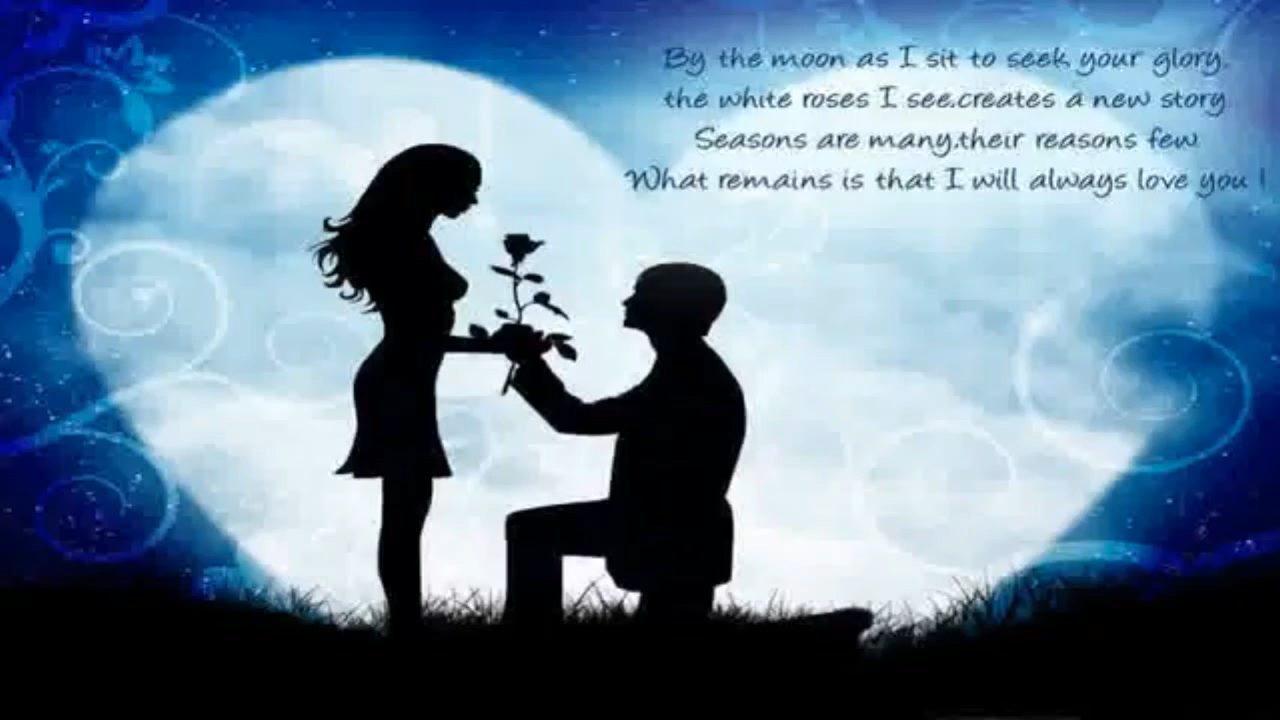 By the moon as I sit to seek your glory.
the white roses I see.creates a new story
Seasons are many.their reasons few
What remains is that I will always love you !